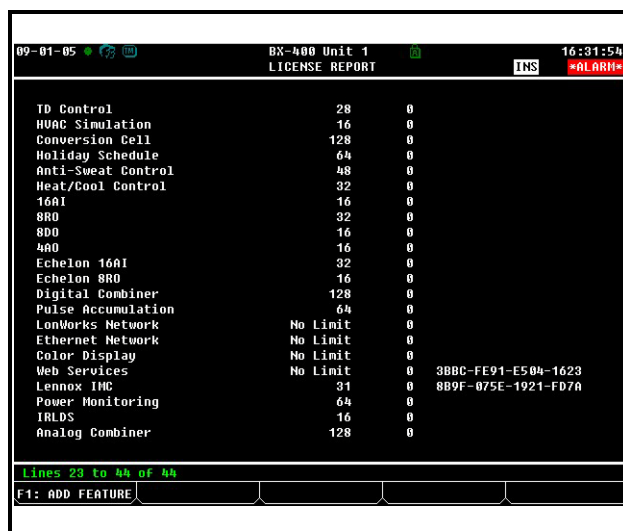 09-01-05 TM BX-400 Unit 1 16:31:54
LICENSE REPORT INS *ALARM*
TD Control 28 0
HVAC Simulation 16 0
Conversion Cell 128 0
Holiday Schedule 64 0
Anti-Sweat Control 48 0
Heat/Cool Control 32 0
16AI 16 0
8RO 32 0
8DO 16 0
4AO 16 0
Echelon 16AI 32 0
Echelon 8RO 16 0
Digital Combiner 128 0
Pulse Accumulation 64 0
LonWorks Network No Limit 0
Ethernet Network No Limit 0
Color Display No Limit 0
Web Services No Limit 0 3BBC-FE91-E504-1623
Lennox IMC 31 0 8B9F-075E-1921-FD7A
Power Monitoring 64 0
IRLDS 16 0
Analog Combiner 128 0
Lines 23 to 44 of 44
F1: ADD FEATURE